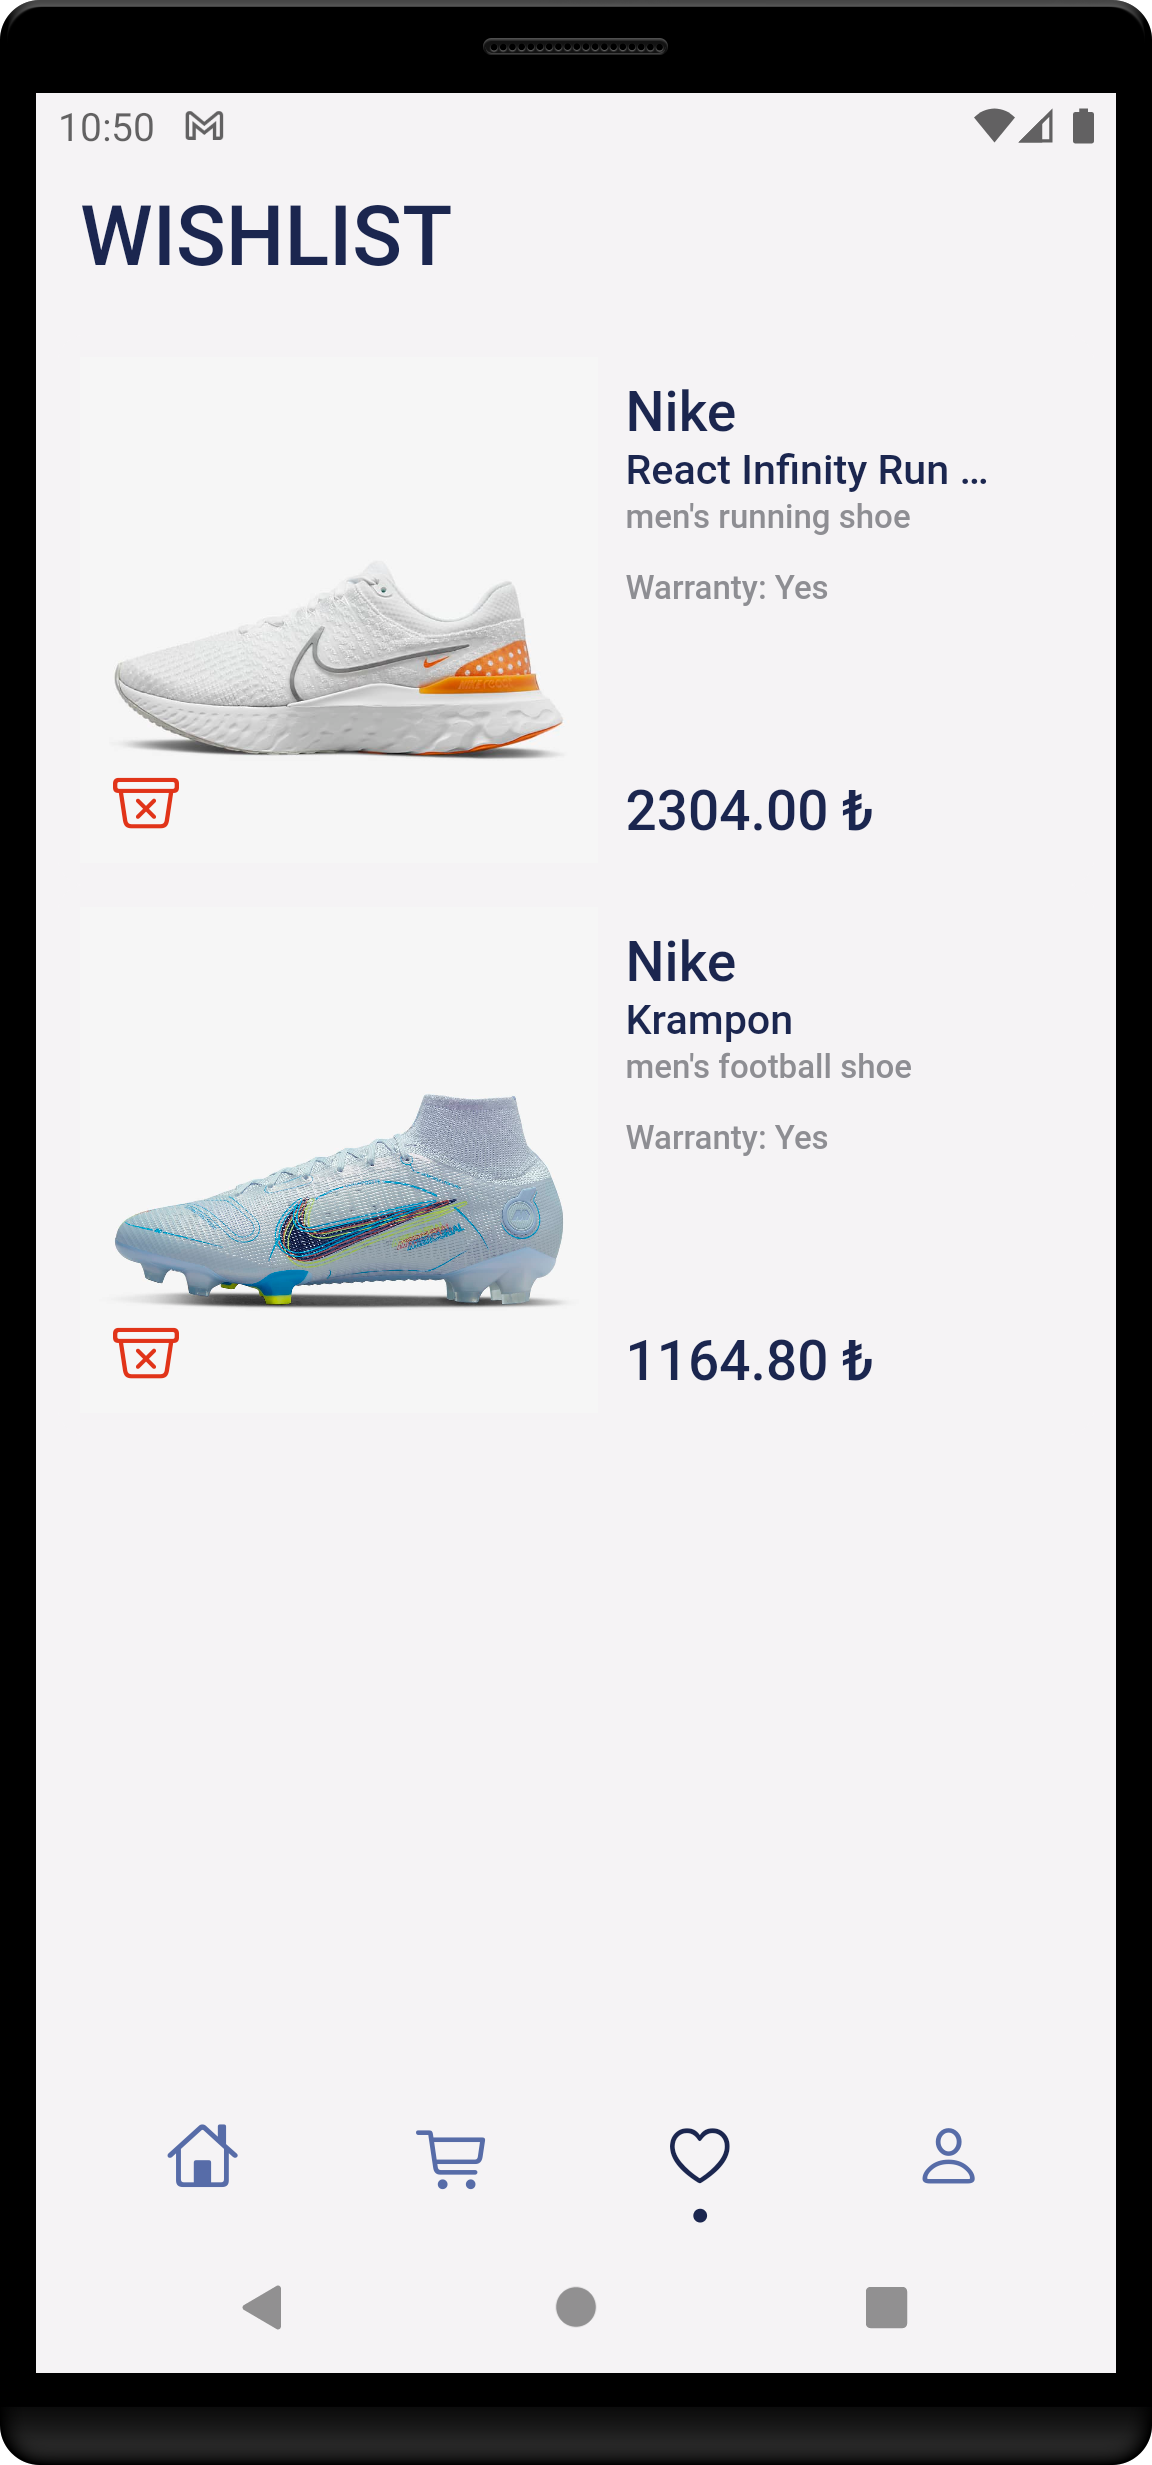 10:50
WISHLIST
Nike
React Infinity Run ...
men's running shoe
Warranty: Yes
2304.00 ₺
Nike
Krampon
men's football shoe
Warranty: Yes
1164.80 ₺